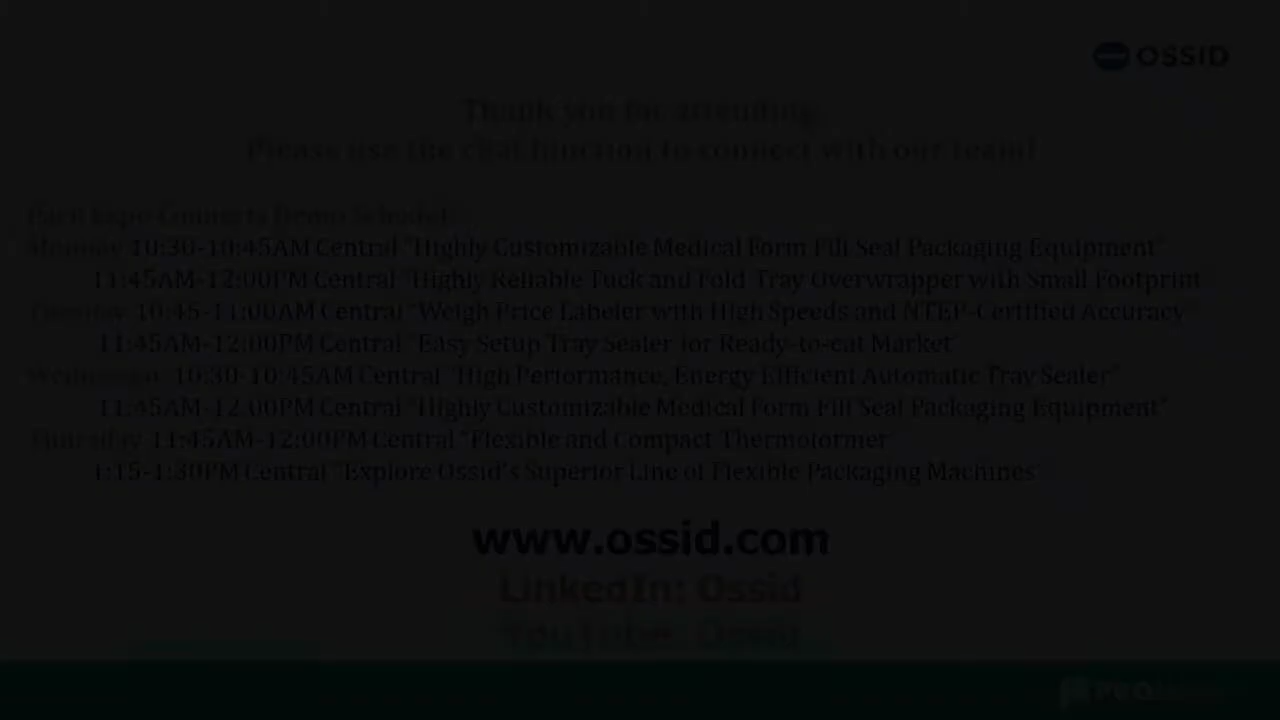 OSSID
Thank you for attending.
Please use the chat function to connect with our team!
Pack Expo Connects Demo Schedule
Monday 10:30-10:45AM Central "Highly Customizable Medical Form Fill Seal Packaging Equipment"
11:45AM-12:00PM Central "Highly Reliable Tuck and Fold Tray Overwrapper with Small Footprint"
Tuesday 10:45-11:00AM Central "Weigh Price Labeler with High Speeds and NTEP-Certified Accuracy"
11:45AM-12:00PM Central "Easy Setup Tray Sealer for Ready-to-eat Market"
Wednesday 10:30-10:45AM Central "High Performance, Energy Efficient Automatic Tray Sealer"
11:45AM-12:00PM Central "Highly Customizable Medical Form Fill Seal Packaging Equipment"
Thursday 11:45AM-12:00PM Central "Flexible and Compact Thermoformer"
1:15-1:30PM Central "Explore Ossid's Superior Line of Flexible Packaging Machines"
www.ossid.com
LinkedIn: Ossid
YouTube: Ossid